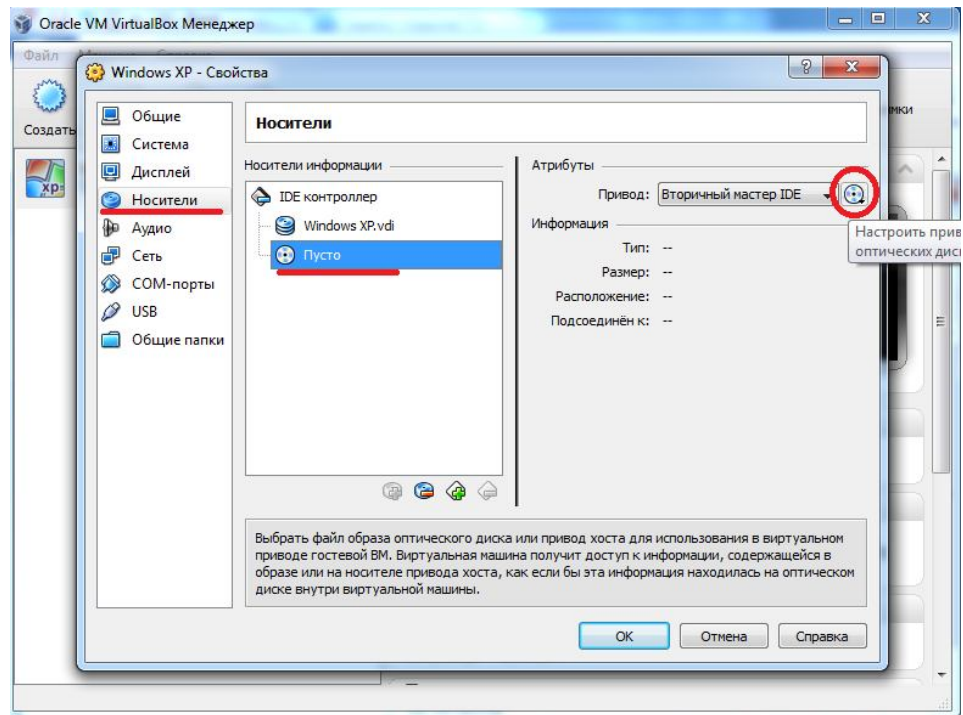 Oracle VM VirtualBox Менеджер
Файл
Windows XP - Свойства
Создать
XP
Общие
Система
Дисплей
Носители
Аудио
Сеть
COM-порты
USB
Общие папки
Носители
Носители информации
IDE контроллер
Windows XP.vdi
Пусто
Атрибуты
Привод: Вторичный мастер IDE
Информация
Тип: --
Размер: --
Расположение: --
Подсоединён к: --
Настроить прив
оптических диск
Выбрать файл образа оптического диска или привод хоста для использования в виртуальном
приводе гостевой ВМ. Виртуальная машина получит доступ к информации, содержащейся в
образе или на носителе привода хоста, как если бы эта информация находилась на оптическом
диске внутри виртуальной машины.
OK Отмена Справка